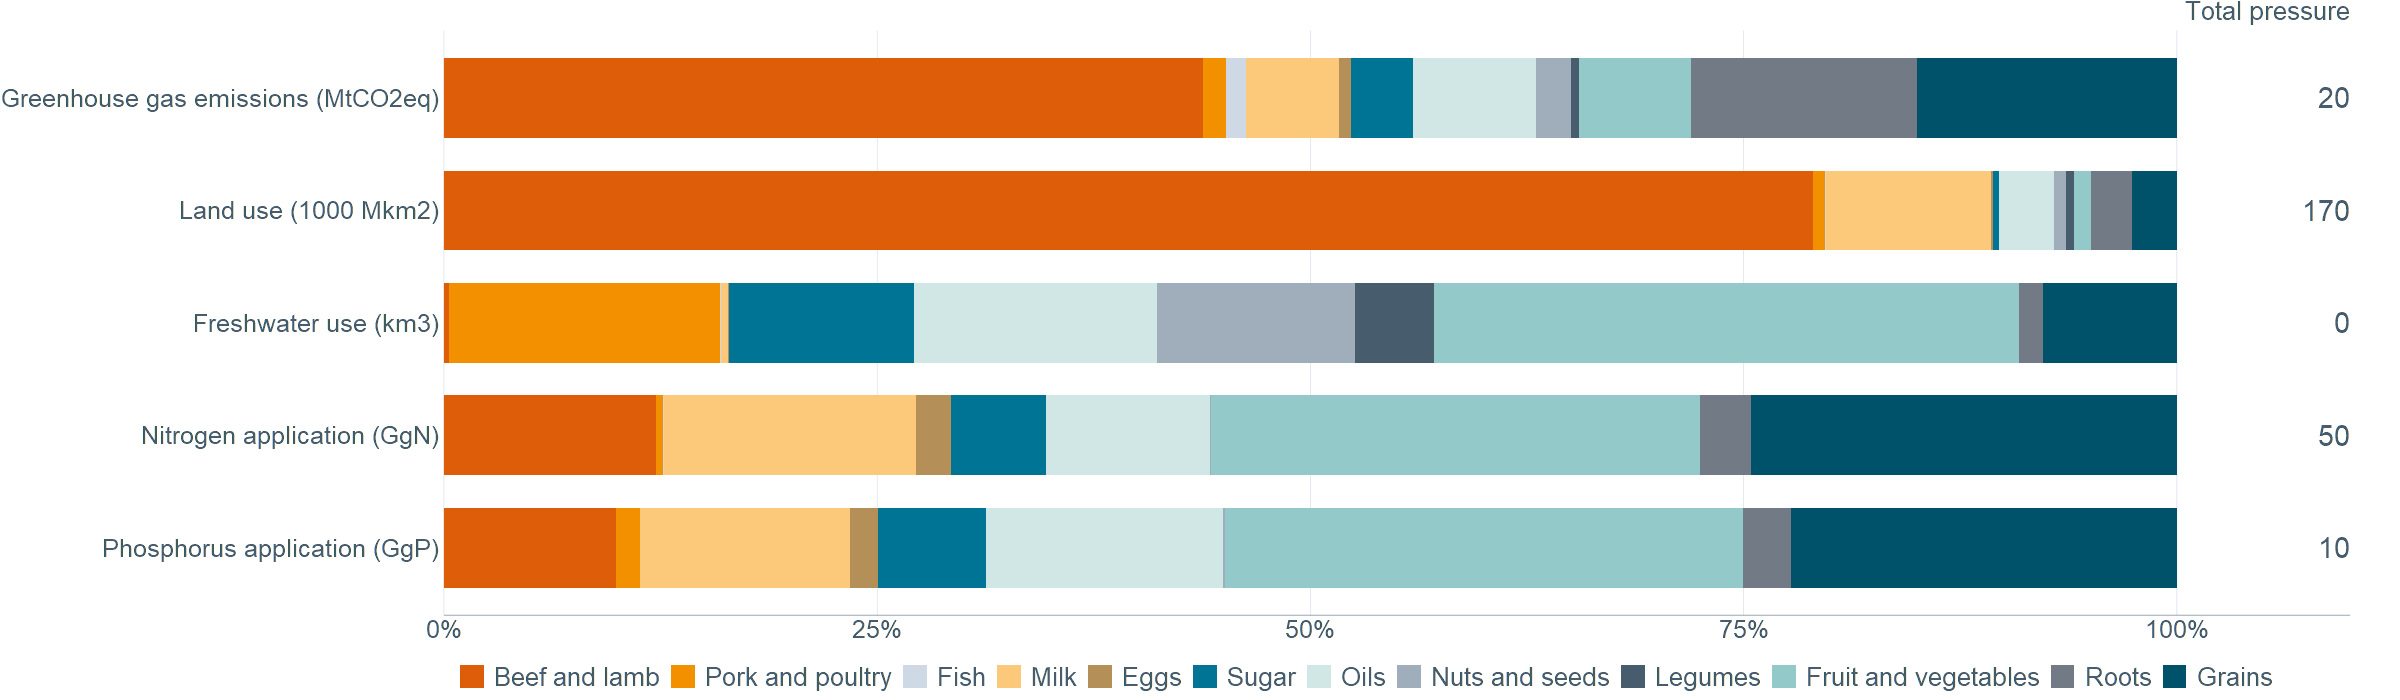 Total pressure
Greenhouse gas emissions (MtCO2eq) 20
Land use (1000 Mkm2) 170
Freshwater use (km3) 0
Nitrogen application (GgN) 50
Phosphorus application (GgP) 10
0% 25% 50% 75% 100%
Beef and lamb Pork and poultry Fish Milk Eggs Sugar Oils Nuts and seeds Legumes Fruit and vegetables Roots Grains